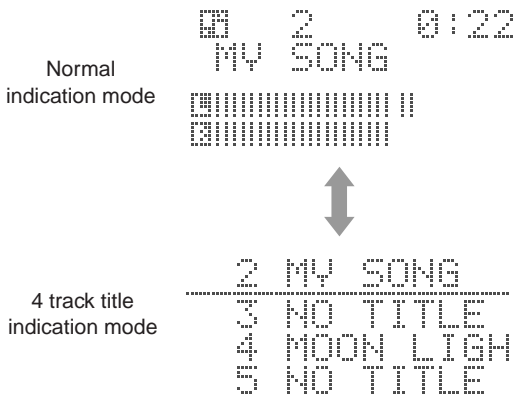 2 0:22
MY SONG
Normal
indication mode
L
R
2 MY SONG
3 NO TITLE
4 MOON LIGH
5 NO TITLE
4 track title
indication mode